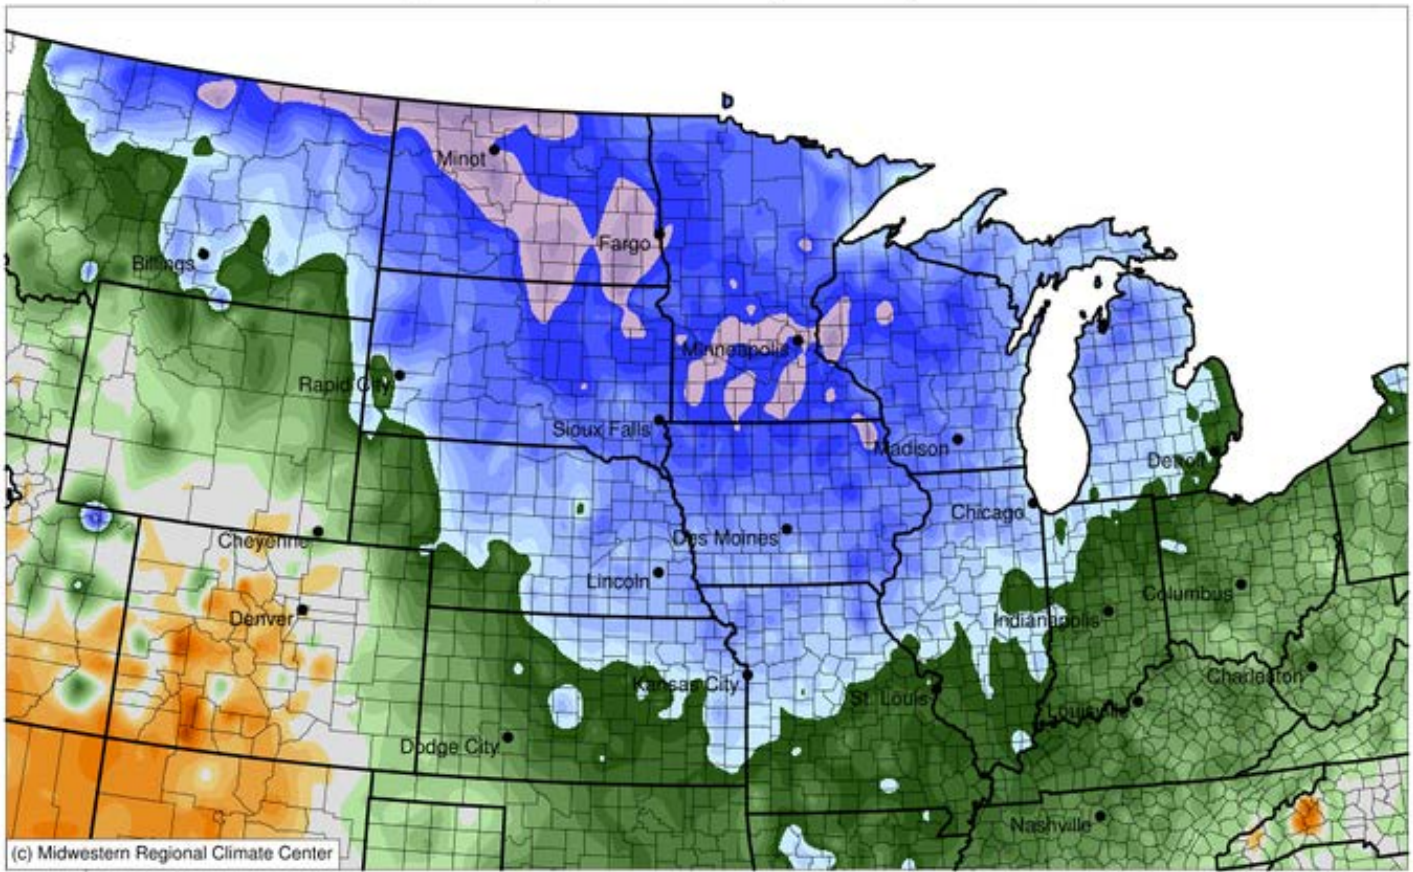 Minot
Fargo
Billings
Minneapolis
Rapid City
Sioux Falls
Madison
Detroit
Chicago
Cheyenne
Des Moines
Lincoln
Columbus
Denver
Indianapolis
Charleston
Kansas City
St. Louis
Louisville
Dodge City
Nashville
(c) Midwestern Regional Climate Center